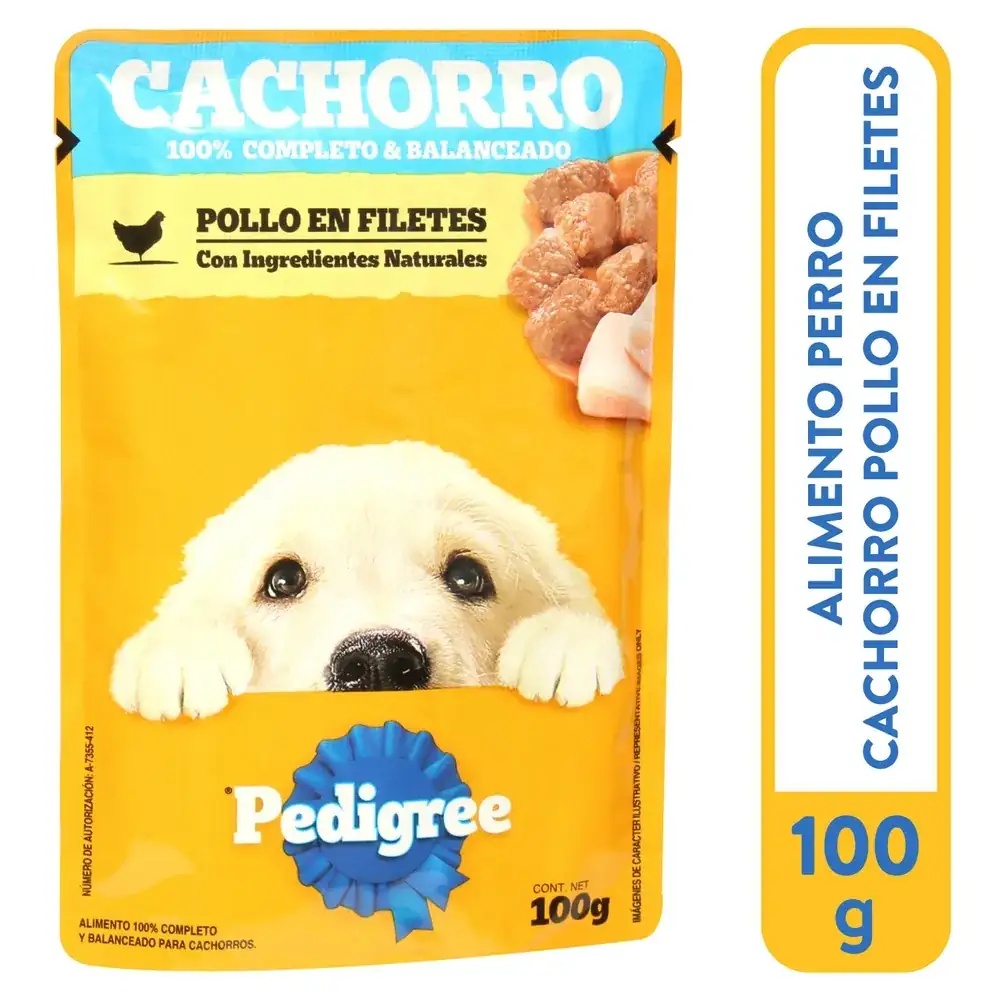 CACHORRO
100% COMPLETO & BALANCEADO
POLLO EN FILETES
Con Ingredientes Naturales
NÚMERO DE AUTORIZACIÓN: A-7355-412
IMÁGENES DE CARACTER ILUSTRATIVO / REPRESENTATIVE IMAGES ONLY
® Pedigree
CONT. NET
100g
ALIMENTO 100% COMPLETO
Y BALANCEADO PARA CACHORROS.
ALIMENTO PERRO
CACHORRO POLLO EN FILETES
100
g